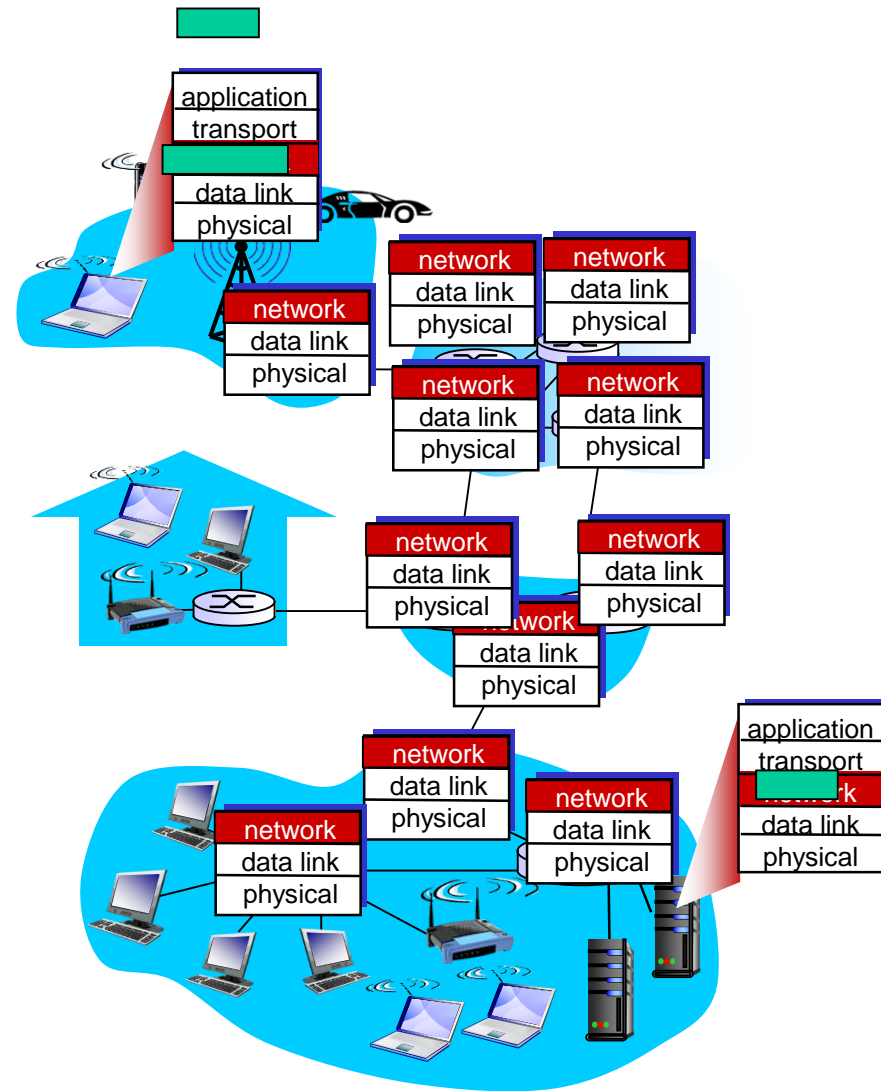 application
transport
data link
physical
network
data link
physical
network
data link
physical
network
data link
physical
network
data link
physical
network
data link
physical
network
data link
physical
network
data link
physical
network
data link
physical
application
transport
network
data link
physical
network
data link
physical
network
data link
physical
network
data link
physical